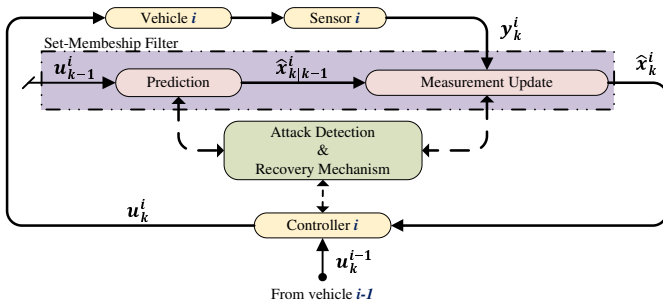 Vehicle i
Sensor i
y_k^i
Set-Membeship Filter
u_{k-1}^i
Prediction
x̂_{k|k-1}^i
Measurement Update
x̂_k^i
Attack Detection
&
Recovery Mechanism
u_k^i
Controller i
u_k^{i-1}
From vehicle i-1